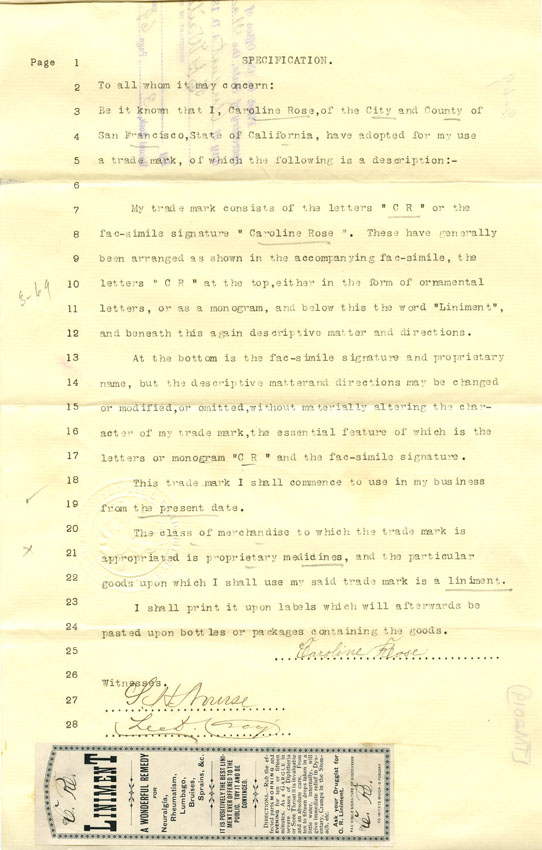 Page 1 SPECIFICATION.
2 To all whom it may concern:
3 Be it known that I, Caroline Rose,of the City and County of
4 San Francisco,State of California, have adopted for my use
5 a trade mark, of which the following is a description:-
6
7 My trade mark consists of the letters " C R " or the
8 fac-simile signature " Caroline Rose ". These have generally
9 been arranged as shown in the accompanying fac-simile, the
10 letters " C R " at the top,either in the form of ornamental
11 letters, or as a monogram, and below this the word "Liniment",
12 and beneath this again descriptive matter and directions.
13 At the bottom is the fac-simile signature and proprietary
14 name, but the descriptive matterand directions may be changed
15 or modified,or omitted,without materially altering the char-
16 acter of my trade mark,the essential feature of which is the
17 letters or monogram "C R " and the fac-simile signature.
18 This trade mark I shall commence to use in my business
19 from the present date.
20 The class of merchandise to which the trade mark is
21 appropriated is proprietary medicines, and the particular
22 goods upon which I shall use my said trade mark is a liniment.
23 I shall print it upon labels which will afterwards be
24 pasted upon bottles or packages containing the goods.
25 Caroline Rose
26 Witnesses.
27 S H Nourse
28
C. R.
LINIMENT
A WONDERFUL REMEDY
FOR
Neuralgia,
Rheumatism,
Lumbago,
Bruises,
Sprains, &c.
IT IS POSITIVELY THE BEST LINI-
MENT EVER OFFERED TO THE
PUBLIC. TRY IT AND BE
CONVINCED.
Ask your Druggist for
C. R. Liniment.
C. R.